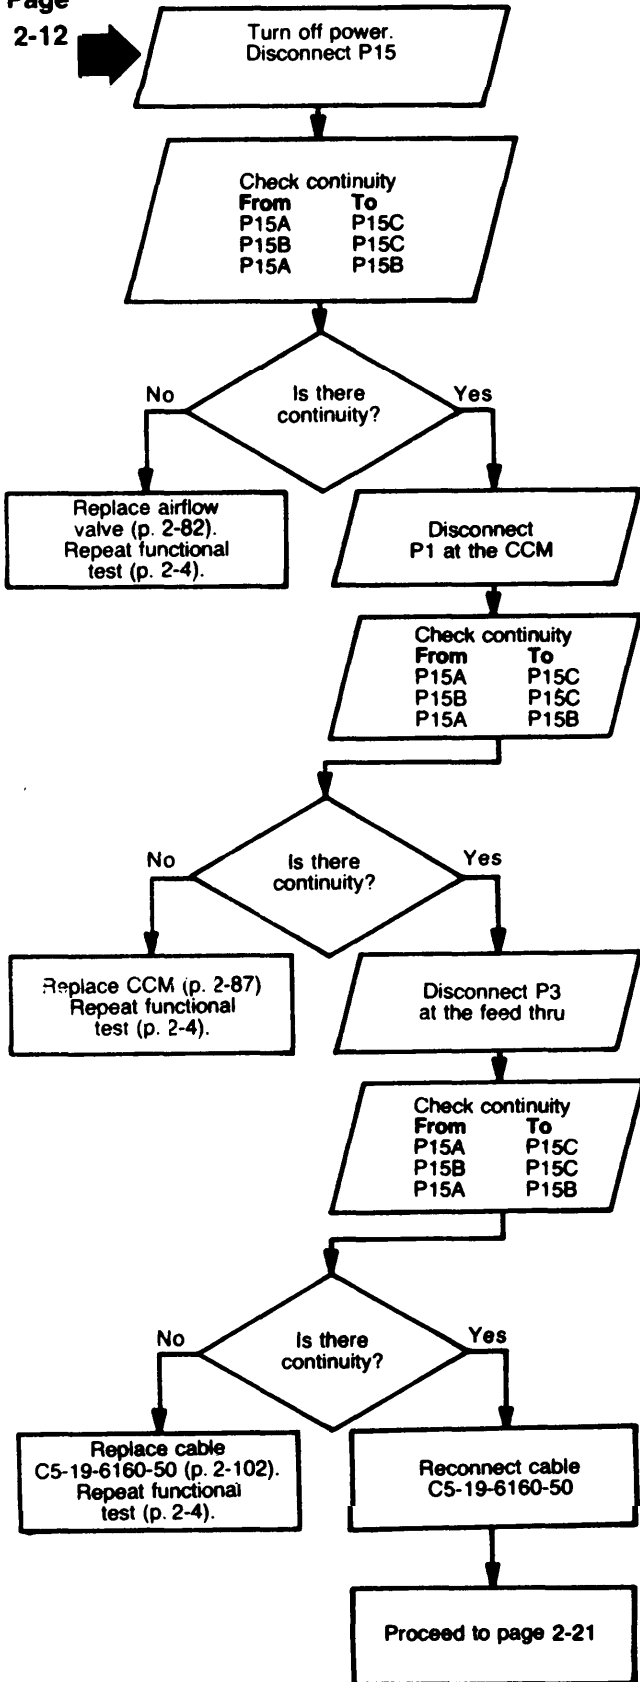 Page
2-12
Turn off power.
Disconnect P15
Check continuity
From To
P15A P15C
P15B P15C
P15A P15B
Is there
continuity?
No
Yes
Replace airflow
valve (p. 2-82).
Repeat functional
test (p. 2-4).
Disconnect
P1 at the CCM
Check continuity
From To
P15A P15C
P15B P15C
P15A P15B
Is there
continuity?
No
Yes
Replace CCM (p. 2-87)
Repeat functional
test (p. 2-4).
Disconnect P3
at the feed thru
Check continuity
From To
P15A P15C
P15B P15C
P15A P15B
Is there
continuity?
No
Yes
Replace cable
C5-19-6160-50 (p. 2-102).
Repeat functional
test (p. 2-4).
Reconnect cable
C5-19-6160-50
Proceed to page 2-21